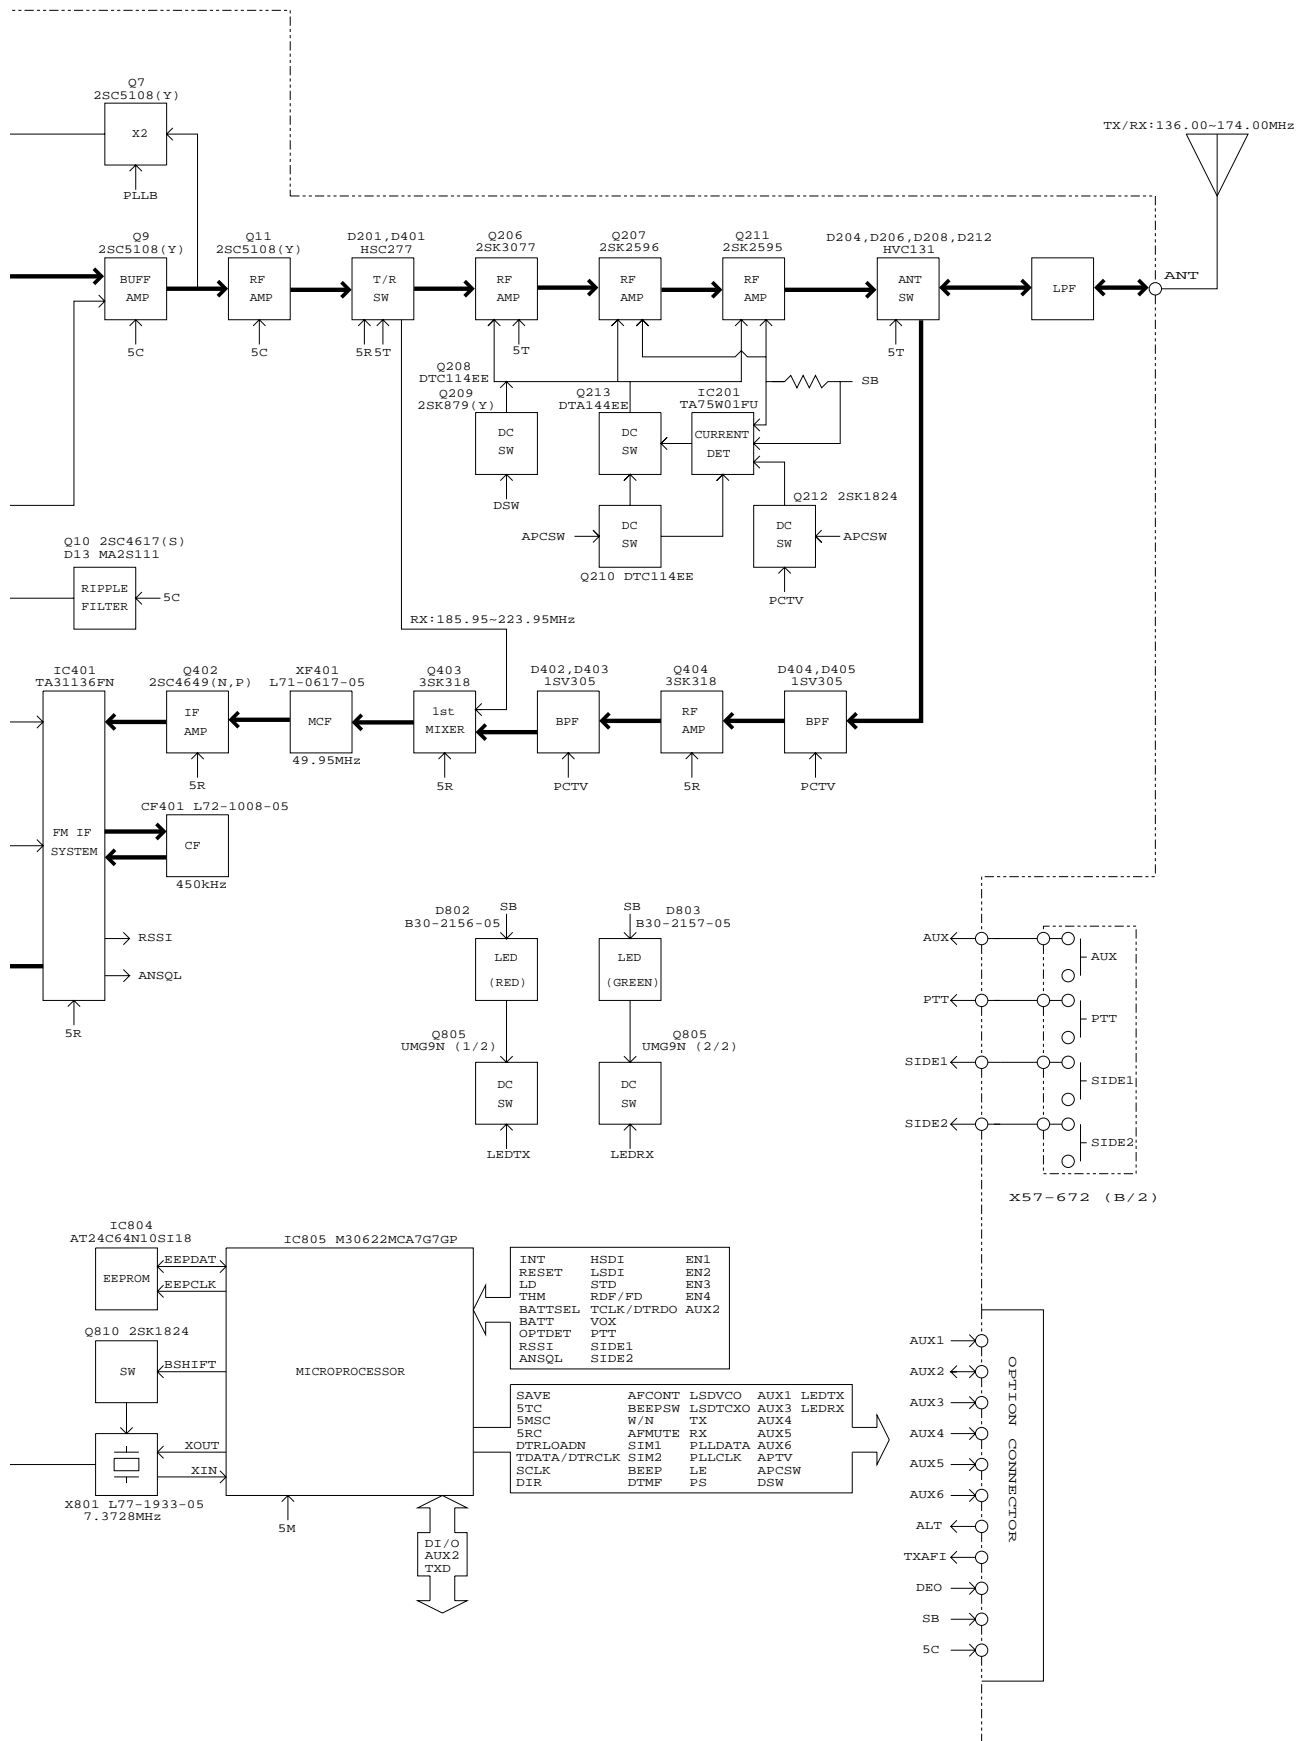 Q7
2SC5108(Y)
X2
PLLB
TX/RX:136.00~174.00MHz
Q9
2SC5108(Y)
BUFF
AMP
5C
Q11
2SC5108(Y)
RF
AMP
5C
D201,D401
HSC277
T/R
SW
5R 5T
Q206
2SK3077
RF
AMP
5T
Q207
2SK2596
RF
AMP
Q211
2SK2595
RF
AMP
D204,D206,D208,D212
HVC131
ANT
SW
5T
LPF
ANT
Q208
DTC114EE
Q209
2SK879(Y)
DC
SW
DSW
Q213
DTA144EE
DC
SW
IC201
TA75W01FU
CURRENT
DET
SB
APCSW
DC
SW
Q210 DTC114EE
Q212 2SK1824
DC
SW
APCSW
PCTV
Q10 2SC4617(S)
D13 MA2S111
RIPPLE
FILTER
5C
RX:185.95~223.95MHz
IC401
TA31136FN
FM IF
SYSTEM
5R
Q402
2SC4649(N,P)
IF
AMP
5R
XF401
L71-0617-05
MCF
49.95MHz
Q403
3SK318
1st
MIXER
5R
D402,D403
1SV305
BPF
PCTV
Q404
3SK318
RF
AMP
5R
D404,D405
1SV305
BPF
PCTV
CF401 L72-1008-05
CF
450kHz
RSSI
ANSQL
D802
B30-2156-05
SB
LED
(RED)
Q805
UMG9N (1/2)
DC
SW
LEDTX
SB
D803
B30-2157-05
LED
(GREEN)
Q805
UMG9N (2/2)
DC
SW
LEDRX
AUX
AUX
PTT
PTT
SIDE1
SIDE1
SIDE2
SIDE2
X57-672 (B/2)
IC804
AT24C64N10SI18
EEPROM
EEPDAT
EEPCLK
Q810 2SK1824
SW
BSHIFT
XOUT
XIN
X801 L77-1933-05
7.3728MHz
IC805 M30622MCA7G7GP
MICROPROCESSOR
5M
INT HSDI EN1
RESET LSDI EN2
LD STD EN3
THM RDF/FD EN4
BATTSEL TCLK/DTRDO AUX2
BATT VOX
OPTDET PTT
RSSI SIDE1
ANSQL SIDE2
SAVE AFCONT LSDVCO AUX1 LEDTX
5TC BEEPSW LSDTCXO AUX3 LEDRX
5MSC W/N TX AUX4
5RC AFMUTE RX AUX5
DTRLOADN SIM1 PLLDATA AUX6
TDATA/DTRCLK SIM2 PLLCLK APTV
SCLK BEEP LE APCSW
DIR DTMF PS DSW
DI/O
AUX2
TXD
AUX1
AUX2
AUX3
AUX4
AUX5
AUX6
ALT
TXAFI
DEO
SB
5C
OPTION CONNECTOR